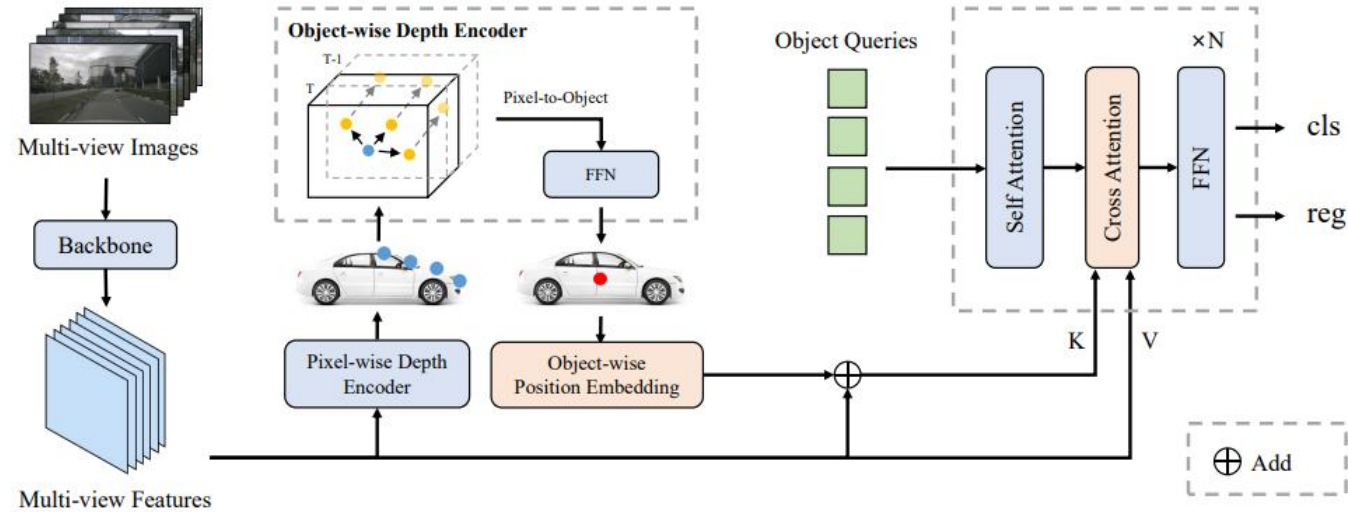 Multi-view Images
Backbone
Multi-view Features
Object-wise Depth Encoder
T-1
T
Pixel-to-Object
FFN
Pixel-wise Depth
Encoder
Object-wise
Position Embedding
Object Queries
×N
Self Attention
Cross Attention
FFN
cls
reg
K
V
Add